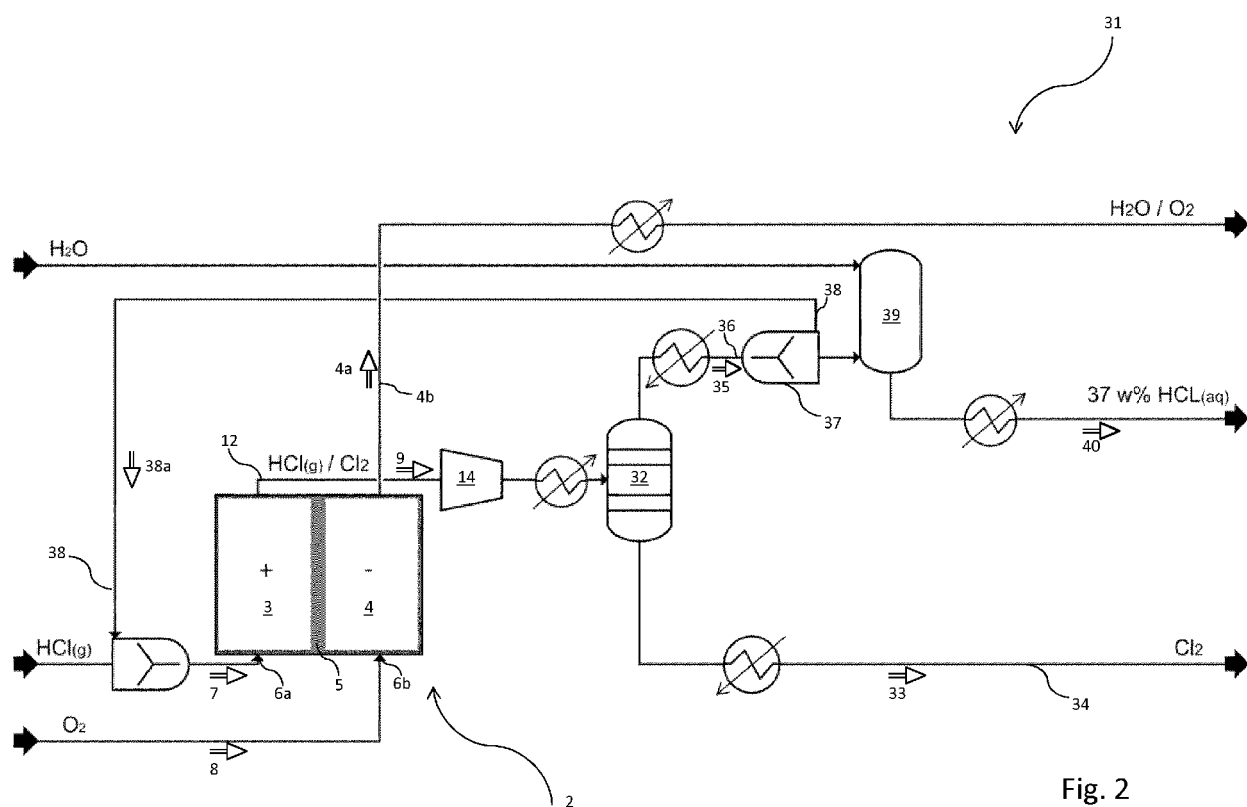 31
H2O / O2
H2O
38
39
36
4a
35
4b
37
37 w% HCL(aq)
40
12
HCl(g) / Cl2
9
38a
14
32
+
-
38
3
4
HCl(g)
Cl2
7
6a
5
6b
33
34
O2
8
2
Fig. 2